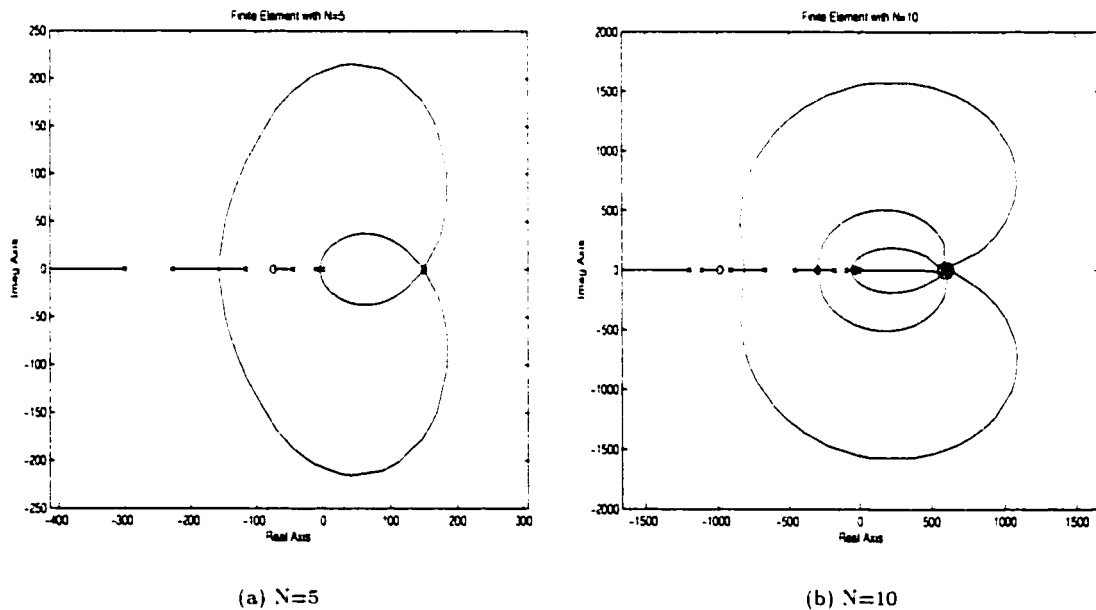 Finite Element with N=5
250
200
150
100
50
0
-50
-100
-150
-200
-250
Imag Axis
-400 -300 -200 -100 0 100 200 300
Real Axis
(a) N=5
Finite Element with N=10
2000
1500
1000
500
0
-500
-1000
-1500
-2000
Imag Axis
-1500 -1000 -500 0 500 1000 1500
Real Axis
(b) N=10